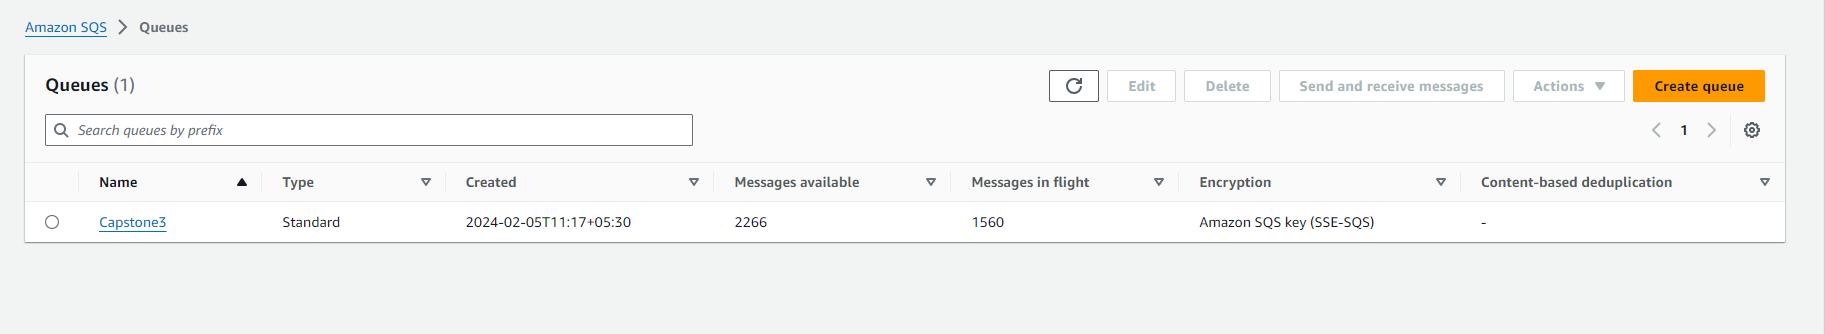 Amazon SQS > Queues
Queues (1) Edit Delete Send and receive messages Actions Create queue
Search queues by prefix 1
Name Type Created Messages available Messages in flight Encryption Content-based deduplication
Capstone3 Standard 2024-02-05T11:17+05:30 2266 1560 Amazon SQS key (SSE-SQS) -